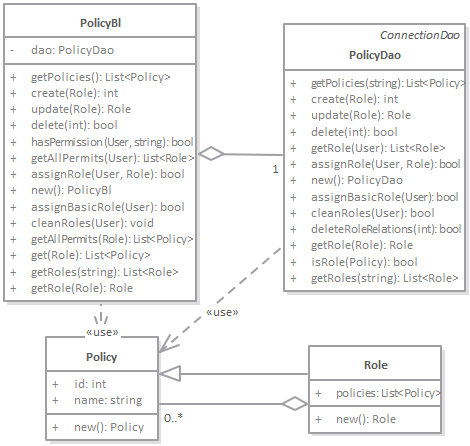 PolicyBl
- dao: PolicyDao
+ getPolicies(): List<Policy>
+ create(Role): int
+ update(Role): Role
+ delete(int): bool
+ hasPermission(User, string): bool
+ getAllPermits(User): List<Role>
+ assignRole(User, Role): bool
+ new(): PolicyBl
+ assignBasicRole(User): bool
+ cleanRoles(User): void
+ getAllPermits(Role): List<Policy>
+ get(Role): List<Policy>
+ getRoles(string): List<Role>
+ getRole(Role): Role
1
ConnectionDao
PolicyDao
+ getPolicies(string): List<Policy>
+ create(Role): int
+ update(Role): Role
+ delete(int): bool
+ getRole(User): List<Role>
+ assignRole(User, Role): bool
+ new(): PolicyDao
+ assignBasicRole(User): bool
+ cleanRoles(User): bool
+ deleteRoleRelations(int): bool
+ getRole(Role): Role
+ isRole(Policy): bool
+ getRoles(string): List<Role>
«use»
«use»
Policy
+ id: int
+ name: string
+ new(): Policy
0..*
Role
+ policies: List<Policy>
+ new(): Role